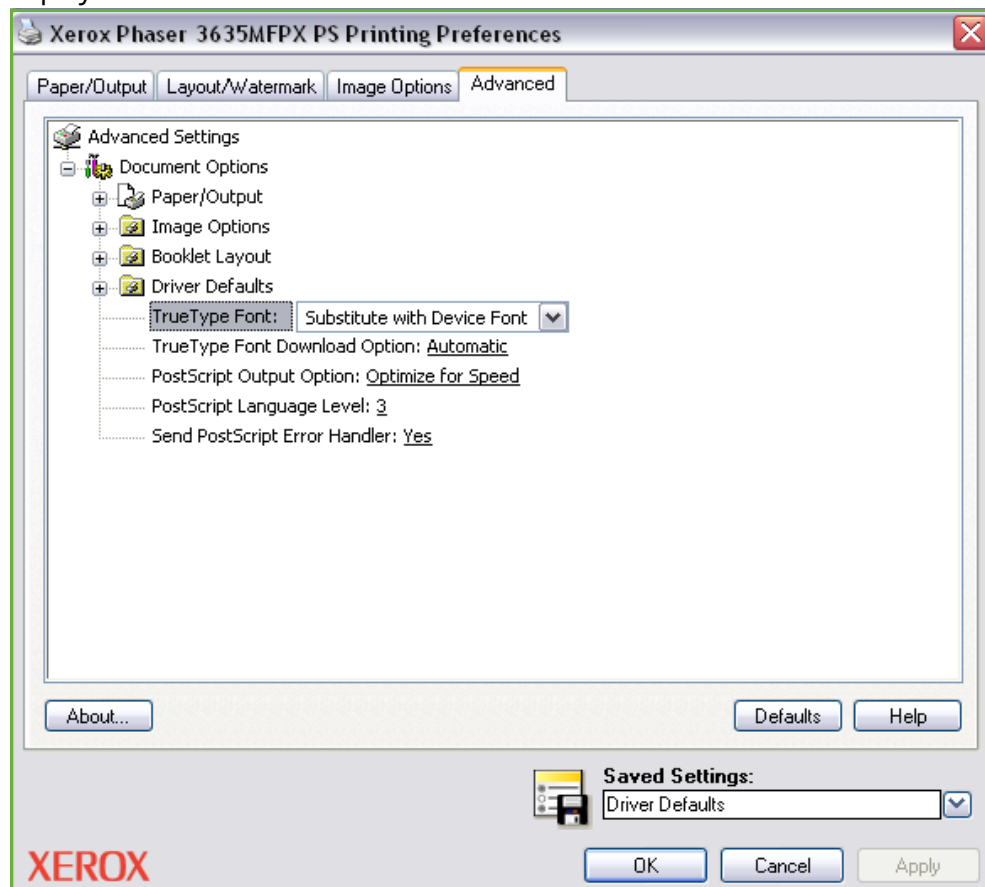 Xerox Phaser 3635MFPX PS Printing Preferences
Paper/Output Layout/Watermark Image Options Advanced
Advanced Settings
Document Options
Paper/Output
Image Options
Booklet Layout
Driver Defaults
TrueType Font: Substitute with Device Font
TrueType Font Download Option: Automatic
PostScript Output Option: Optimize for Speed
PostScript Language Level: 3
Send PostScript Error Handler: Yes
About... Defaults Help
Saved Settings:
Driver Defaults
XEROX OK Cancel Apply